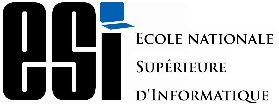 esi
Ecole nationale
Supérieure
d'Informatique